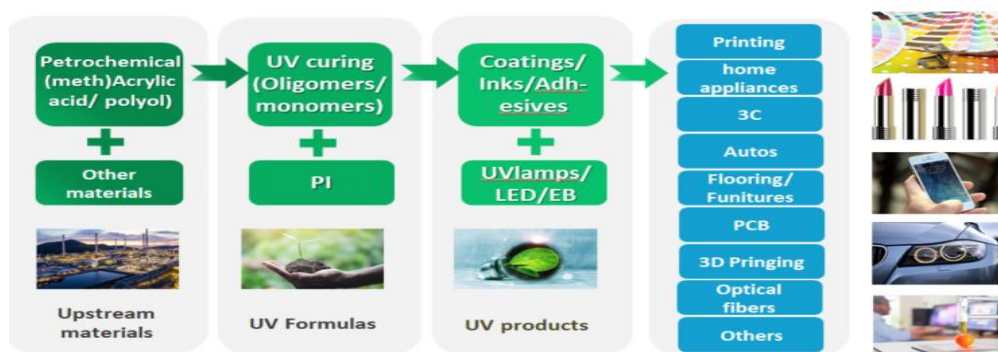 Petrochemical
(meth)Acrylic
acid/ polyol)
Other
materials
Upstream
materials
UV curing
(Oligomers/
monomers)
PI
UV Formulas
Coatings/
Inks/Adh-
esives
UVlamps/
LED/EB
UV products
Printing
home
appliances
3C
Autos
Flooring/
Funitures
PCB
3D Pringing
Optical
fibers
Others